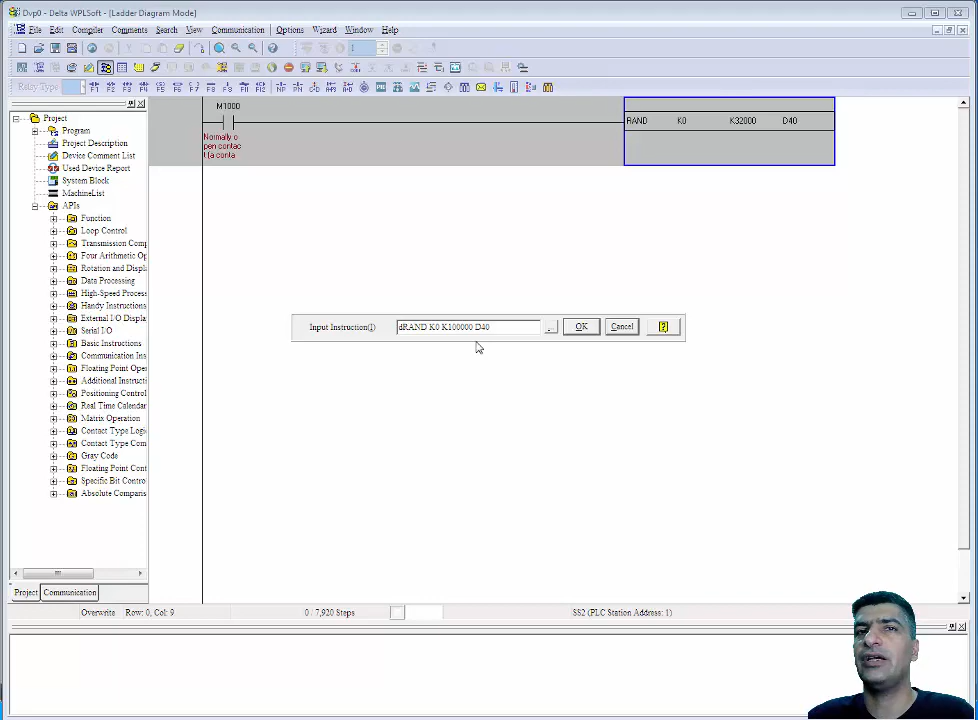 Dvp0 - Delta WPLSoft - [Ladder Diagram Mode]
File Edit Compiler Comments Search View Communication Options Wizard Window Help
1
Relay Type
Project
Program
Project Description
Device Comment List
Used Device Report
System Block
MachineList
APIs
Function
Loop Control
Transmission Comp
Four Arithmetic Op
Rotation and Displ
Data Processing
High-Speed Process
Handy Instructions
External I/O Displa
Serial I/O
Basic Instructions
Communication Ins
Floating Point Oper
Additional Instructi
Positioning Control
Real Time Calendar
Matrix Operation
Contact Type Logic
Contact Type Com
Gray Code
Floating Point Cont
Specific Bit Control
Absolute Comparis
Project Communication
M1000
Normally o
pen contac
t (a conta
RAND K0 K32000 D40
Input Instruction(I) dRAND K0 K100000 D40 ... OK Cancel
Overwrite Row: 0, Col: 9 0 / 7,920 Steps SS2 (PLC Station Address: 1)